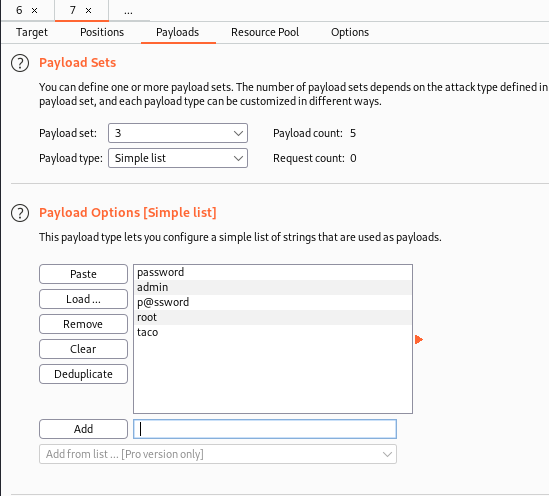 6 × 7 × ...
Target Positions Payloads Resource Pool Options
? Payload Sets
You can define one or more payload sets. The number of payload sets depends on the attack type defined in
payload set, and each payload type can be customized in different ways.
Payload set: 3 Payload count: 5
Payload type: Simple list Request count: 0
? Payload Options [Simple list]
This payload type lets you configure a simple list of strings that are used as payloads.
Paste password
admin
Load ... p@ssword
Remove root
taco
Clear
Deduplicate
Add
Add from list ... [Pro version only]